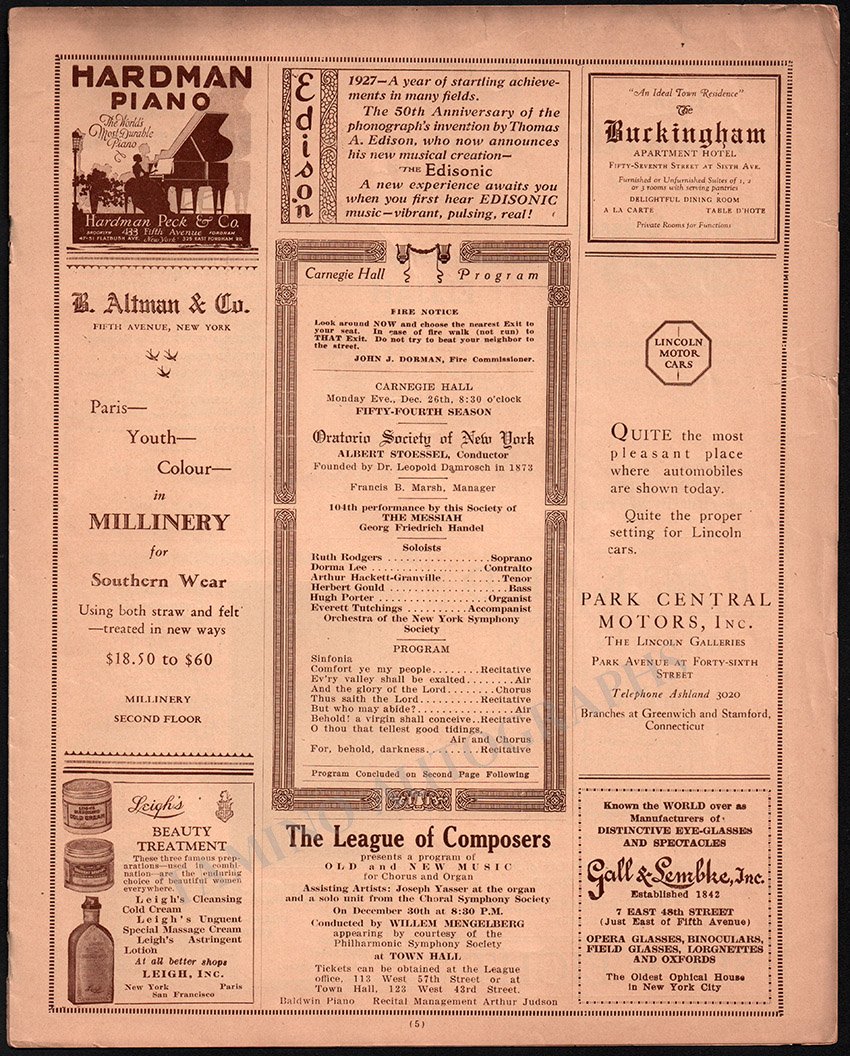 HARDMAN
PIANO
The World's
Most Durable
Piano
Hardman Peck & Co.
BROOKLYN 433 Fifth Avenue FORDHAM
47-51 FLATBUSH AVE. New York 325 EAST FORDHAM RD.
B. Altman & Co.
FIFTH AVENUE, NEW YORK
Paris—
Youth—
Colour—
in
MILLINERY
for
Southern Wear
Using both straw and felt
—treated in new ways
$18.50 to $60
MILLINERY
SECOND FLOOR
Leigh's
BEAUTY
TREATMENT
These three famous prep-
arations—used in combi-
nation—are the enduring
choice of beautiful women
everywhere.
Leigh's Cleansing
Cold Cream
Leigh's Unguent
Special Massage Cream
Leigh's Astringent
Lotion
At all better shops
LEIGH, INC.
New York Paris
San Francisco
Edison
1927—A year of startling achieve-
ments in many fields.
The 50th Anniversary of the
phonograph's invention by Thomas
A. Edison, who now announces
his new musical creation—
THE Edisonic
A new experience awaits you
when you first hear EDISONIC
music—vibrant, pulsing, real!
Carnegie Hall Program
FIRE NOTICE
Look around NOW and choose the nearest Exit to
your seat. In case of fire walk (not run) to
THAT Exit. Do not try to beat your neighbor to
the street.
JOHN J. DORMAN, Fire Commissioner.
CARNEGIE HALL
Monday Eve., Dec. 26th, 8:30 o'clock
FIFTY-FOURTH SEASON
Oratorio Society of New York
ALBERT STOESSEL, Conductor
Founded by Dr. Leopold Damrosch in 1873
Francis B. Marsh, Manager
104th performance by this Society of
THE MESSIAH
Georg Friedrich Handel
Soloists
Ruth Rodgers ..................Soprano
Dorma Lee ....................Contralto
Arthur Hackett-Granville..........Tenor
Herbert Gould ....................Bass
Hugh Porter ....................Organist
Everett Tutchings ...........Accompanist
Orchestra of the New York Symphony
Society
PROGRAM
Sinfonia
Comfort ye my people........Recitative
Ev'ry valley shall be exalted........Air
And the glory of the Lord........Chorus
Thus saith the Lord.........Recitative
But who may abide?..............Air
Behold! a virgin shall conceive..Recitative
O thou that tellest good tidings,
Air and Chorus
For, behold, darkness........Recitative
Program Concluded on Second Page Following
The League of Composers
presents a program of
OLD and NEW MUSIC
for Chorus and Organ
Assisting Artists: Joseph Yasser at the organ
and a solo unit from the Choral Symphony Society
On December 30th at 8:30 P.M.
Conducted by WILLEM MENGELBERG
appearing by courtesy of the
Philharmonic Symphony Society
at TOWN HALL
Tickets can be obtained at the League
office, 113 West 57th Street or at
Town Hall, 123 West 43rd Street.
Baldwin Piano Recital Management Arthur Judson
"An Ideal Town Residence"
The
Buckingham
APARTMENT HOTEL
FIFTY-SEVENTH STREET AT SIXTH AVE.
Furnished or Unfurnished Suites of 1, 2
or 3 rooms with serving pantries
DELIGHTFUL DINING ROOM
A LA CARTE TABLE D'HOTE
Private Rooms for Functions
LINCOLN
MOTOR
CARS
QUITE the most
pleasant place
where automobiles
are shown today.
Quite the proper
setting for Lincoln
cars.
PARK CENTRAL
MOTORS, INC.
THE LINCOLN GALLERIES
PARK AVENUE AT FORTY-SIXTH
STREET
Telephone Ashland 3020
Branches at Greenwich and Stamford,
Connecticut
Known the WORLD over as
Manufacturers of
DISTINCTIVE EYE-GLASSES
AND SPECTACLES
Gall & Lembke, Inc.
Established 1842
7 EAST 48th STREET
(Just East of Fifth Avenue)
OPERA GLASSES, BINOCULARS,
FIELD GLASSES, LORGNETTES
AND OXFORDS
The Oldest Ophical House
in New York City
(5)
TAMINO AUTOGRAPHS